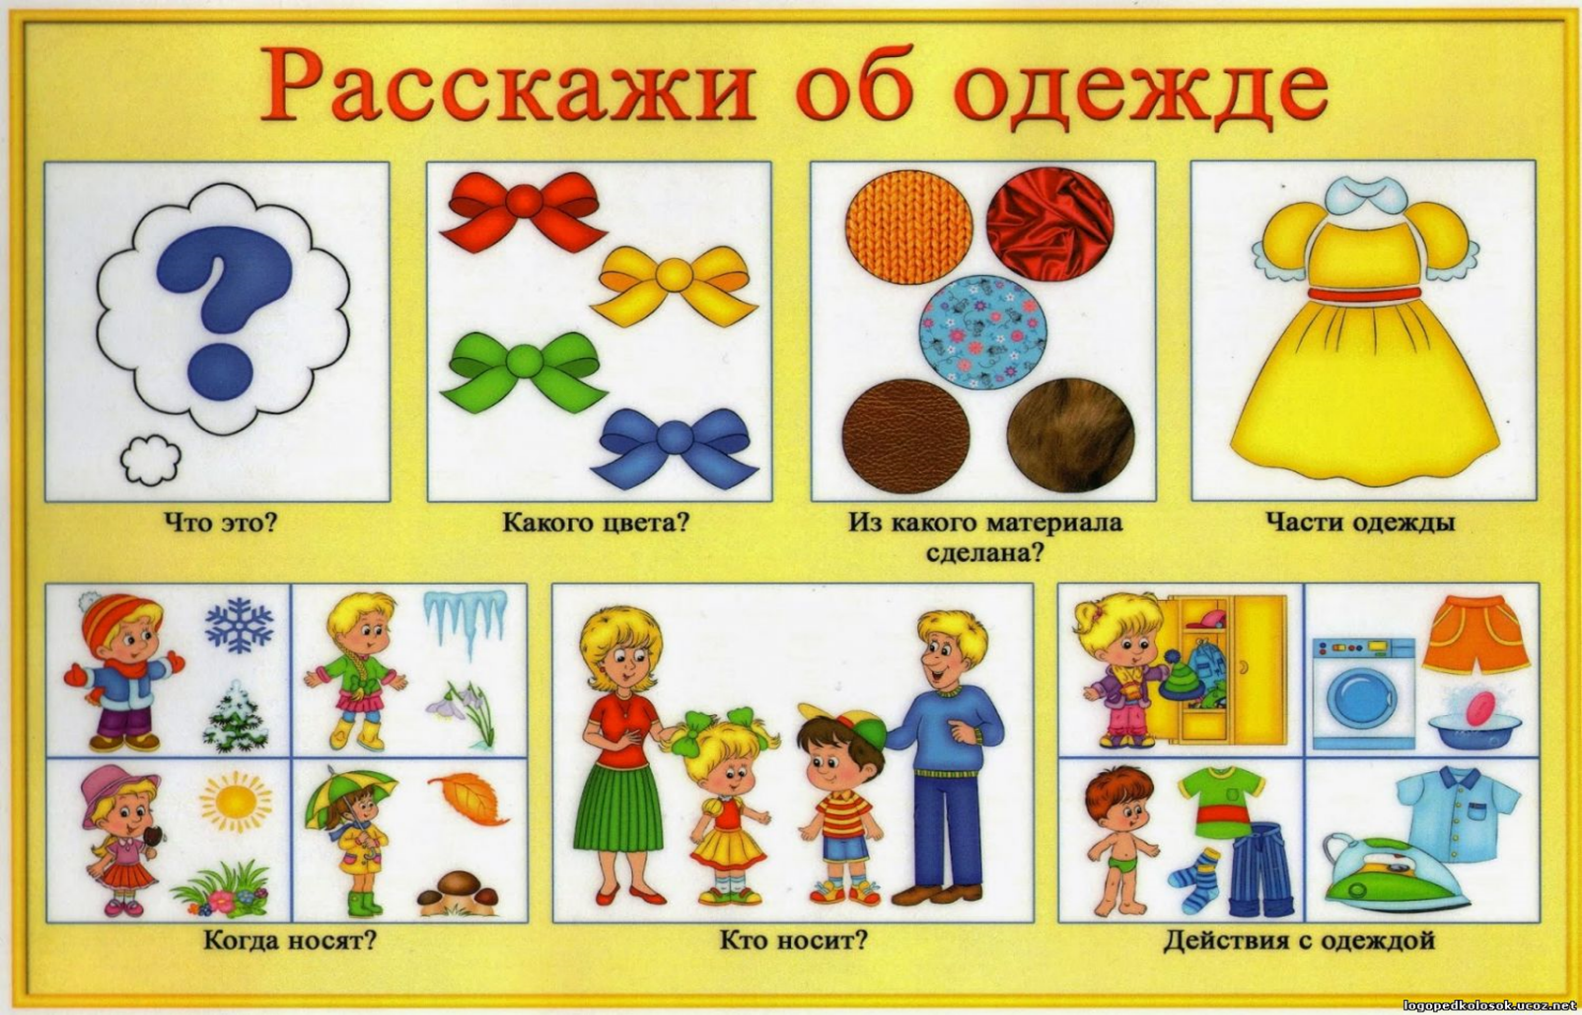 Расскажи об одежде
Что это?
Какого цвета?
Из какого материала
сделана?
Части одежды
Когда носят?
Кто носит?
Действия с одеждой
logopedkolosok.ucoz.net